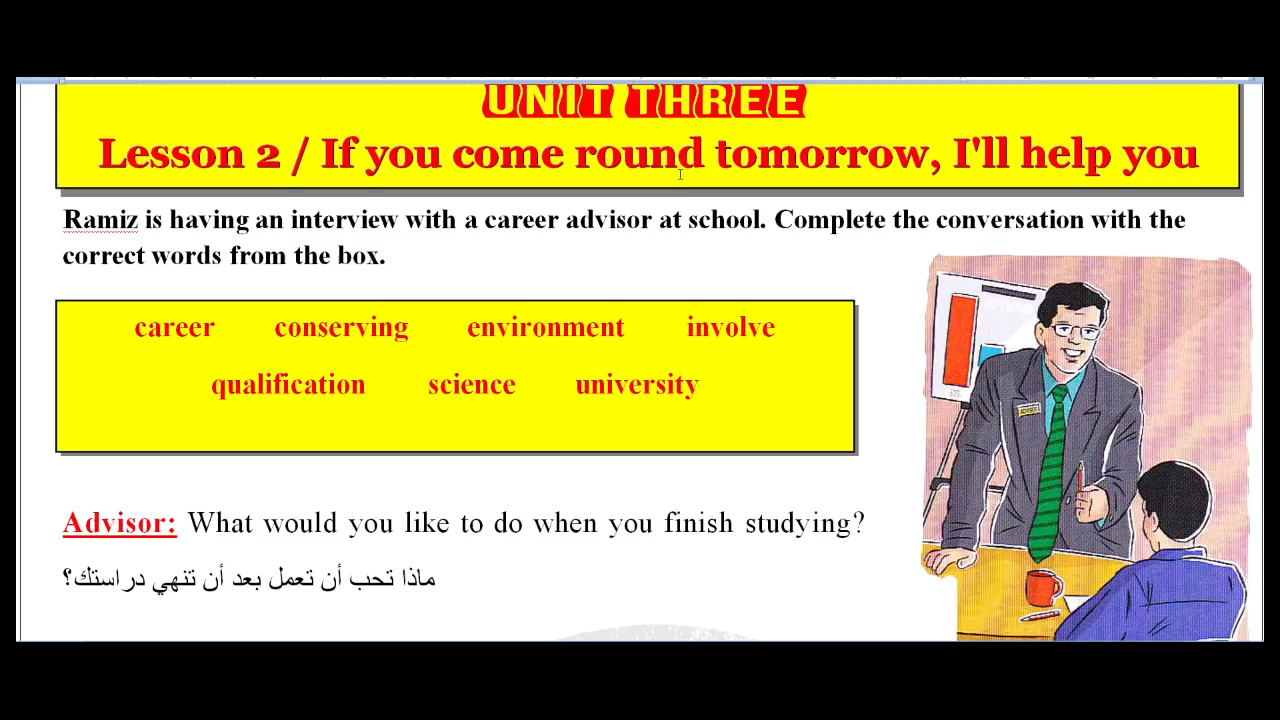 UNIT THREE
Lesson 2 / If you come round tomorrow, I'll help you
Ramiz is having an interview with a career advisor at school. Complete the conversation with the
correct words from the box.
career conserving environment involve
qualification science university
ADVISOR
Advisor: What would you like to do when you finish studying?
ماذا تحب أن تعمل بعد أن تنهي دراستك؟